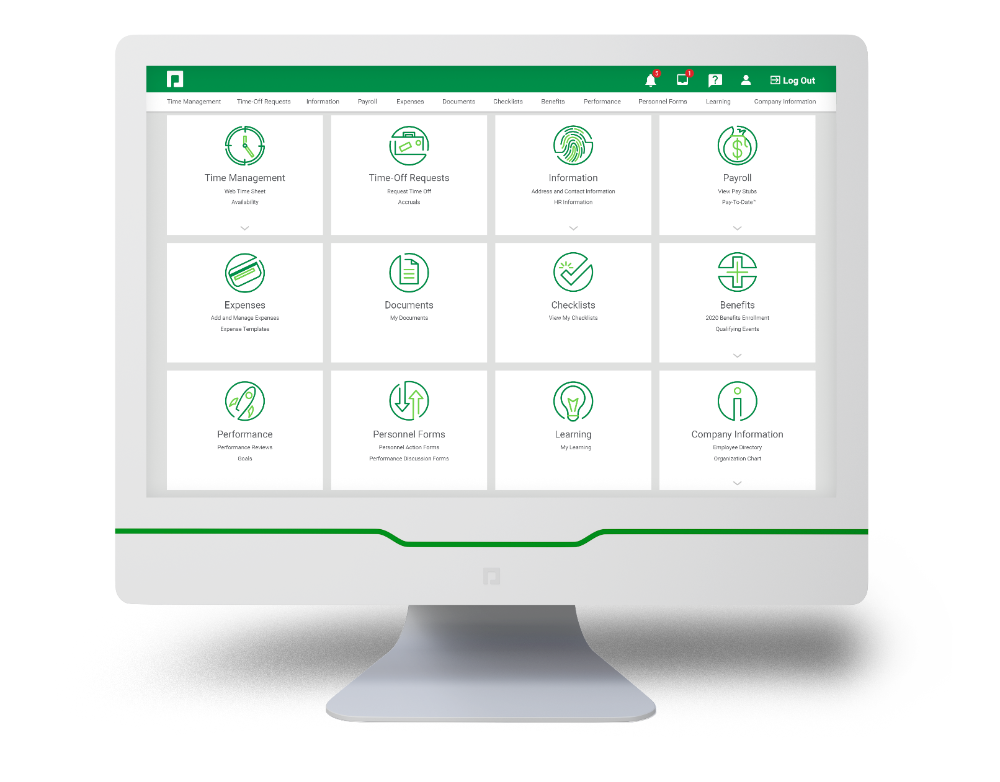 5
1
?
Log Out
Time Management Time-Off Requests Information Payroll Expenses Documents Checklists Benefits Performance Personnel Forms Learning Company Information
Time Management
Web Time Sheet
Availability
Time-Off Requests
Request Time Off
Accruals
Information
Address and Contact Information
HR Information
$
Payroll
View Pay Stubs
Pay-To-Date™
Expenses
Add and Manage Expenses
Expense Templates
Documents
My Documents
Checklists
View My Checklists
Benefits
2020 Benefits Enrollment
Qualifying Events
Performance
Performance Reviews
Goals
Personnel Forms
Personnel Action Forms
Performance Discussion Forms
Learning
My Learning
Company Information
Employee Directory
Organization Chart